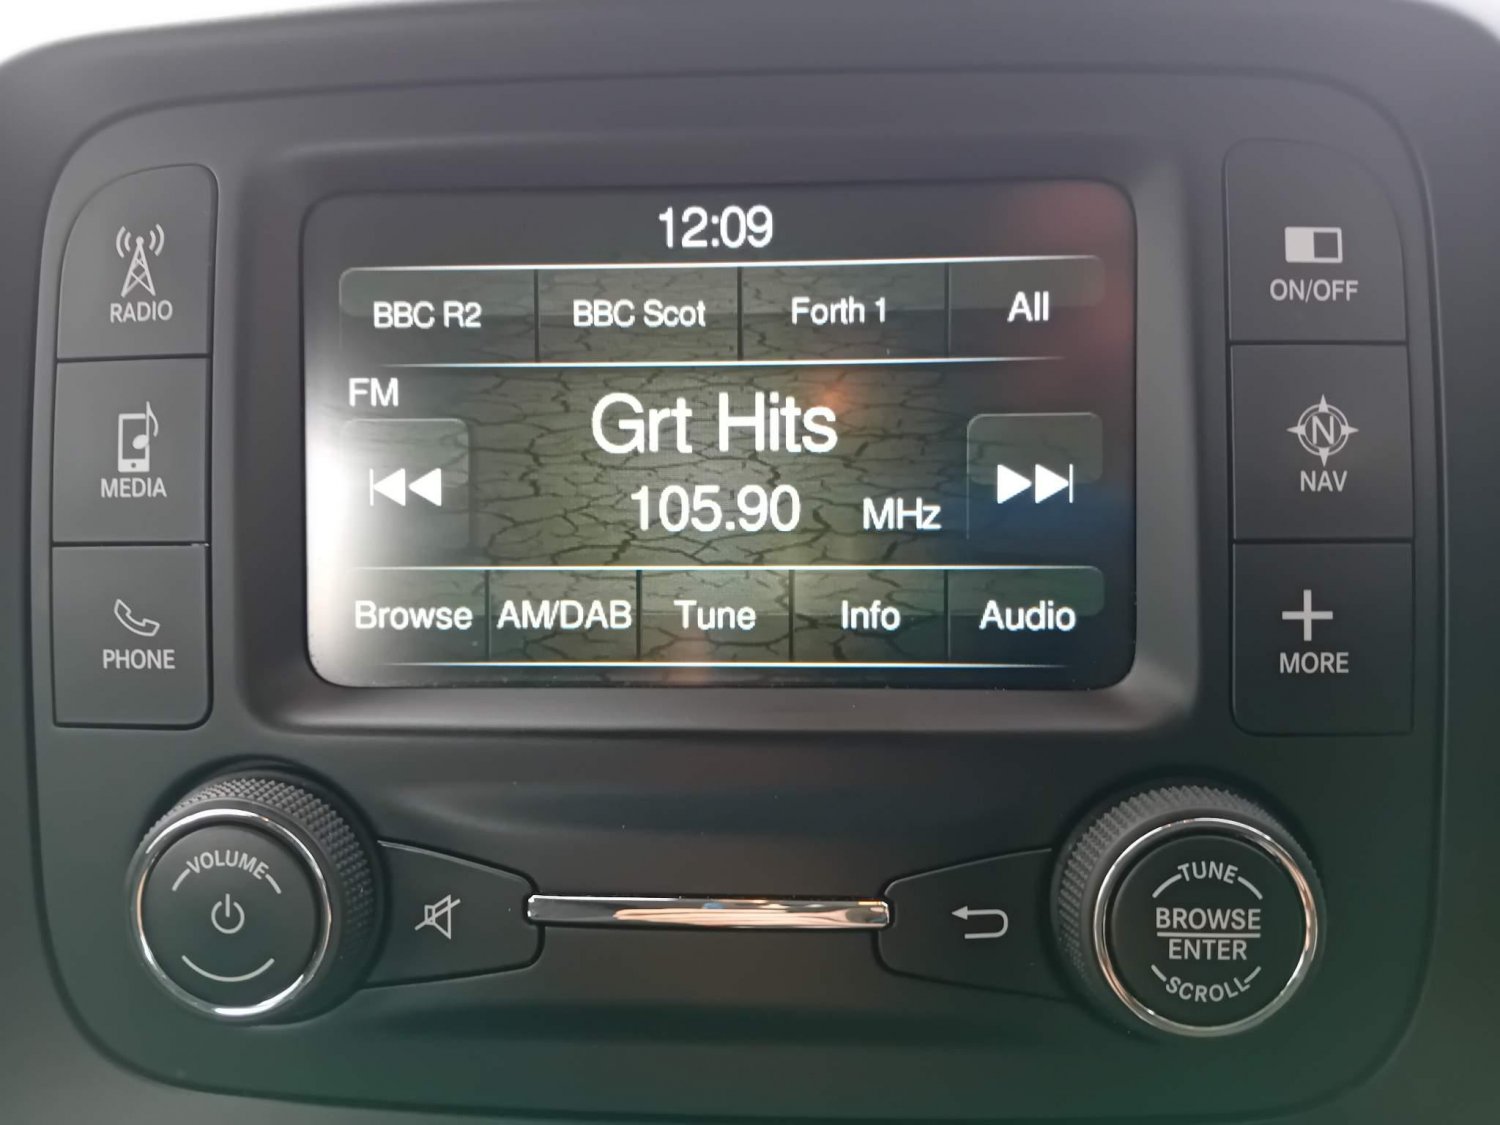 12:09
BBC R2 BBC Scot Forth 1 All
FM
Grt Hits
105.90 MHz
Browse AM/DAB Tune Info Audio
RADIO
MEDIA
PHONE
ON/OFF
N
NAV
MORE
VOLUME
TUNE
BROWSE
ENTER
SCROLL